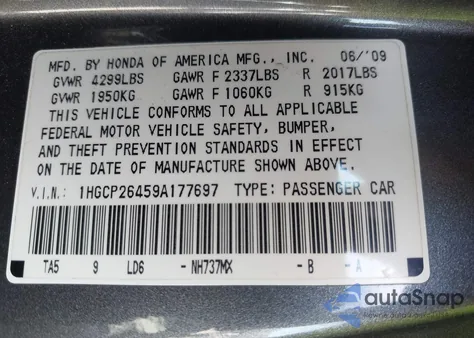 MFD. BY HONDA OF AMERICA MFG., INC. 06/'09
GVWR 4299LBS GAWR F 2337LBS R 2017LBS
GVWR 1950KG GAWR F 1060KG R 915KG
THIS VEHICLE CONFORMS TO ALL APPLICABLE
FEDERAL MOTOR VEHICLE SAFETY, BUMPER,
AND THEFT PREVENTION STANDARDS IN EFFECT
ON THE DATE OF MANUFACTURE SHOWN ABOVE.
V.I.N.: 1HGCP26459A177697 TYPE: PASSENGER CAR
TA5 9 LD6 -NH737MX -B -A
autoSnap